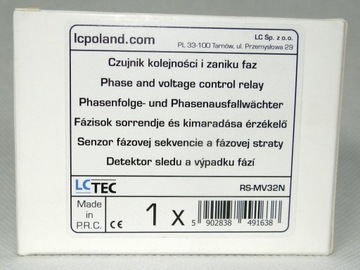 lcpoland.com
LC Sp. z o.o.
PL 33-100 Tarnów, ul. Przemysłowa 29
Czujnik kolejności i zaniku faz
Phase and voltage control relay
Phasenfolge- und Phasenausfallwächter
Fázisok sorrendje és kimaradása érzékelő
Senzor fázovej sekvencie a fázovej straty
Detektor sledu a výpadku fází
LCTEC
RS-MV32N
Made in P.R.C.
CE
1 x
5 902838 491638